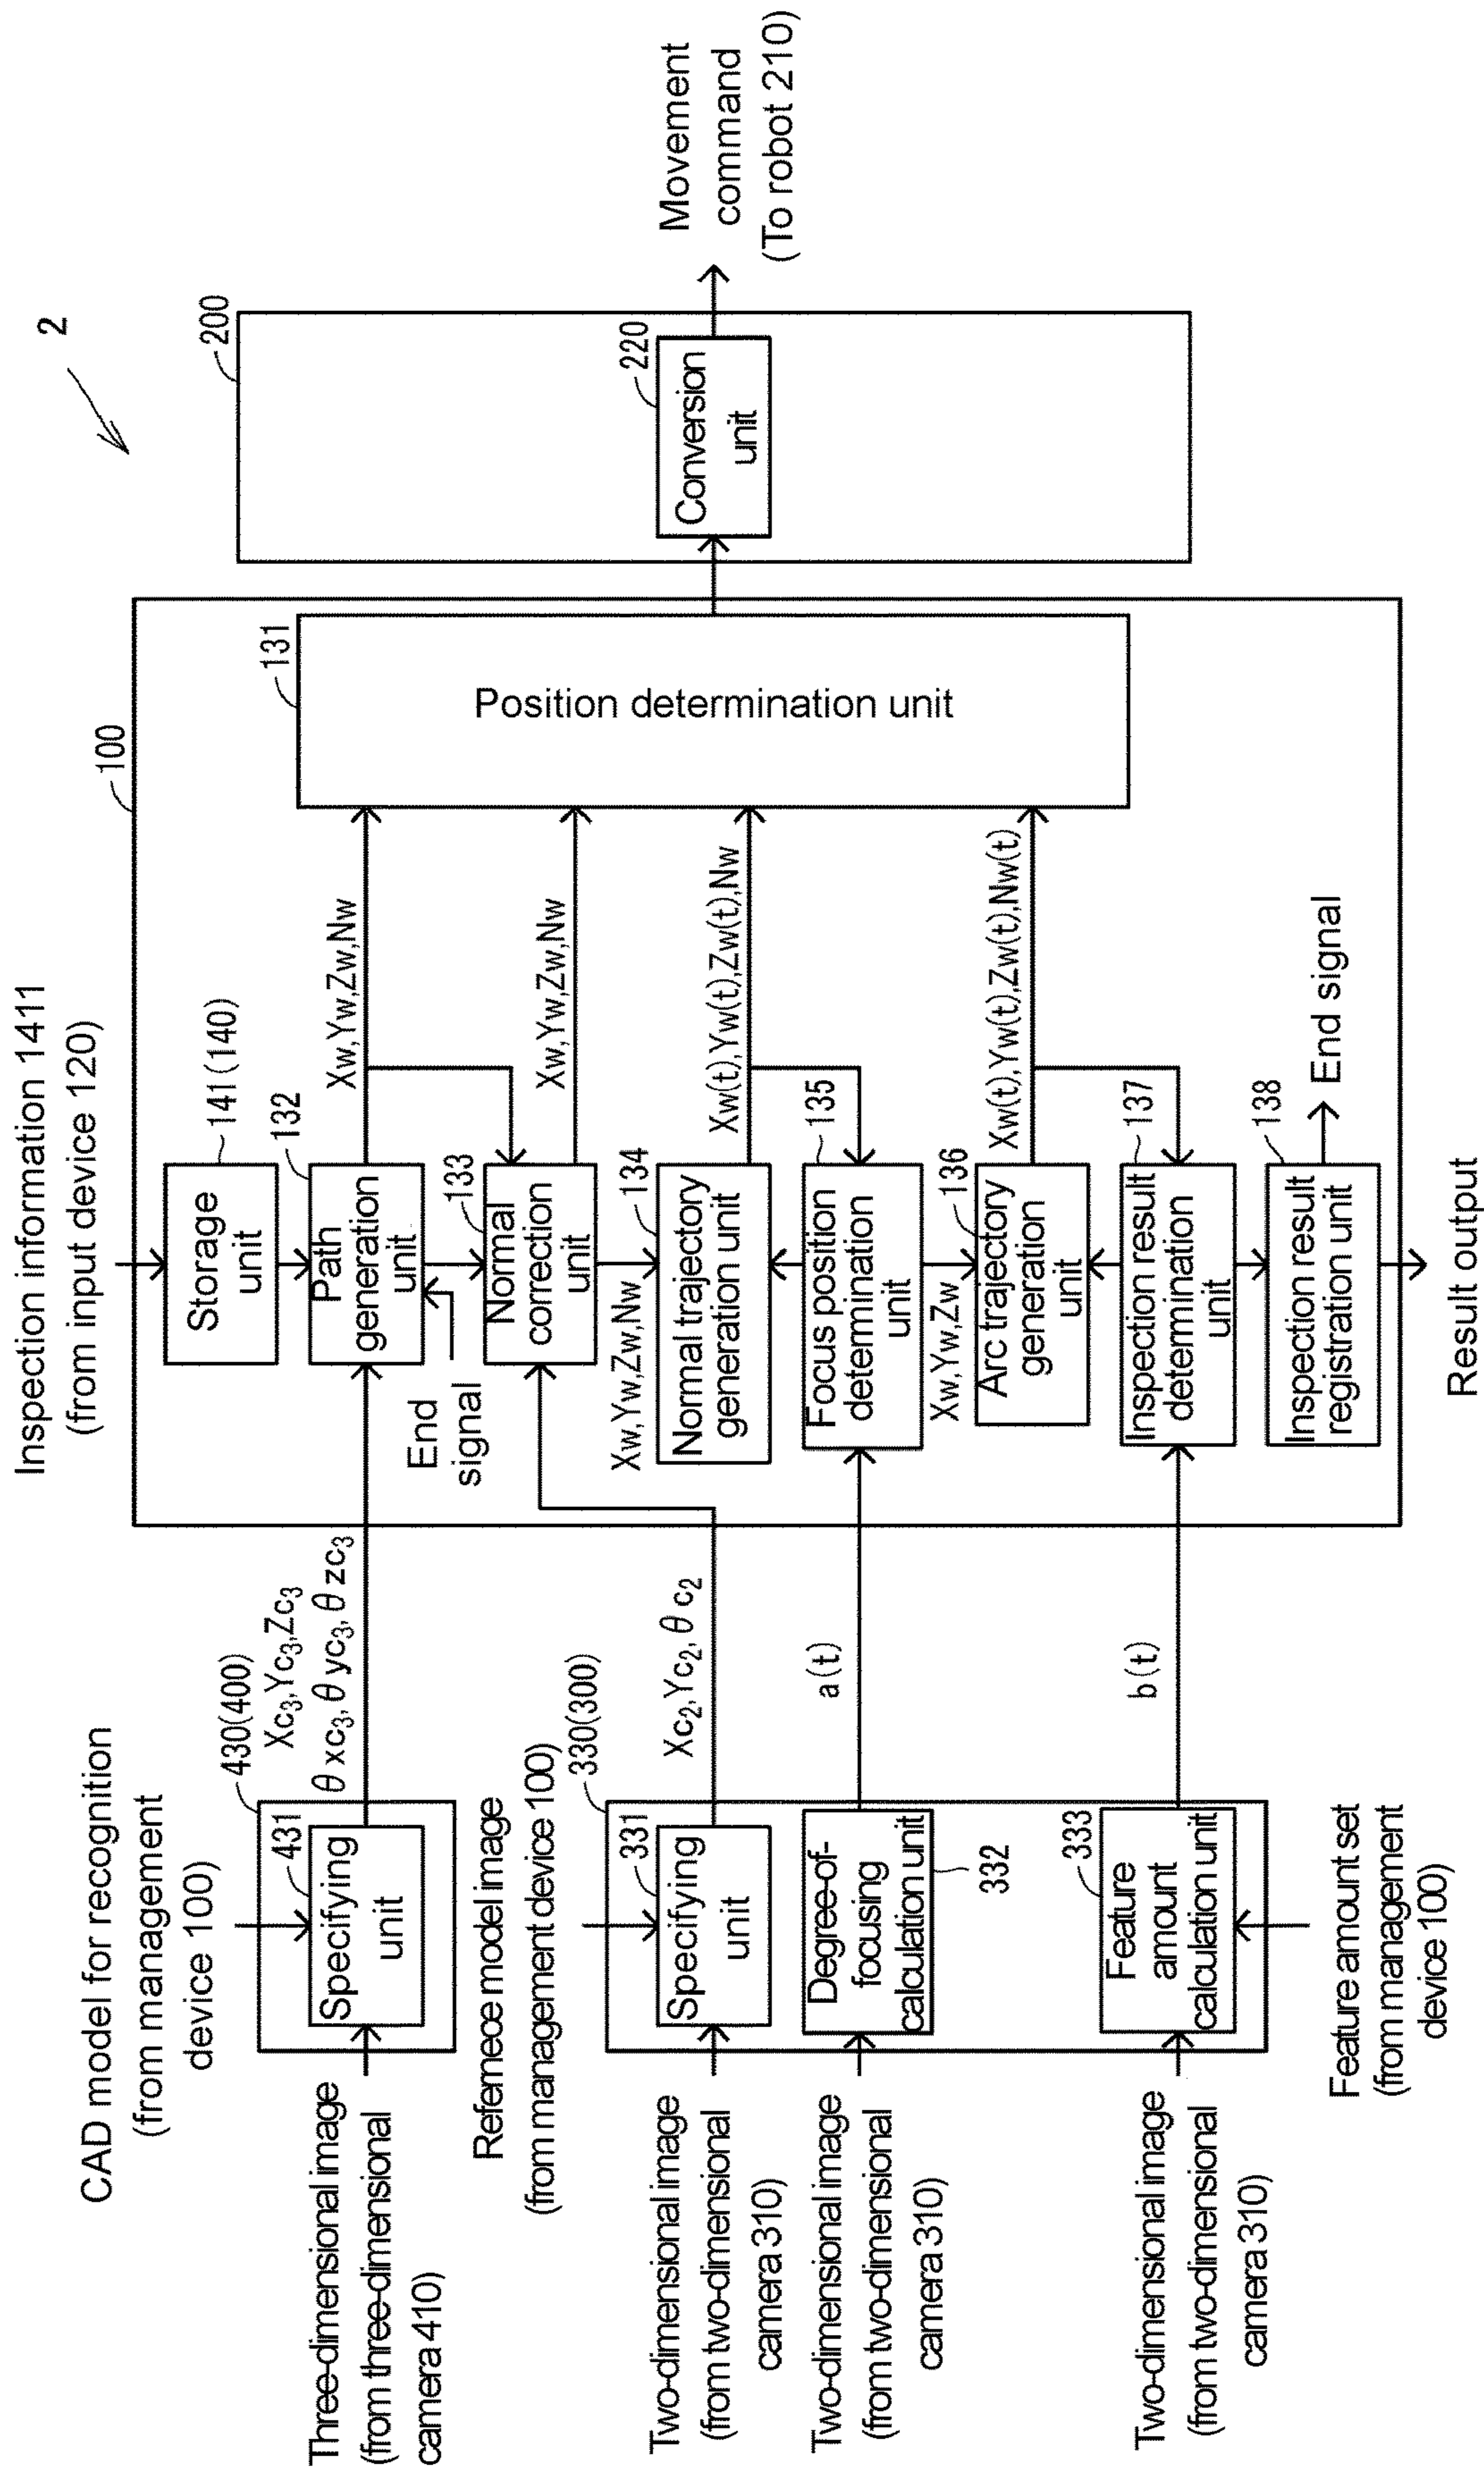 2
Inspection information 1411
(from input device 120)
100
200
CAD model for recognition
(from management
device 100)
430(400)
431
Specifying
unit
Three-dimensional image
(from three-dimensional
camera 410)
Xc3,Yc3,Zc3
θxc3,θyc3,θzc3
Storage
unit
141(140)
132
Path
generation
unit
Xw,Yw,Zw,Nw
End
signal
133
Normal
correction
unit
Xw,Yw,Zw,Nw
131
Position determination unit
220
Conversion
unit
Movement
command
(To robot 210)
Refernece model image
(from management device 100)
330(300)
331
Specifying
unit
Two-dimensional image
(from two-dimensional
camera 310)
Xc2,Yc2,θc2
Xw,Yw,Zw,Nw
134
Normal trajectory
generation unit
Xw(t),Yw(t),Zw(t),Nw
Degree-of-
focusing
calculation unit
332
Two-dimensional image
(from two-dimensional
camera 310)
a(t)
135
Focus position
determination
unit
Xw,Yw,Zw
136
Arc trajectory
generation
unit
Xw(t),Yw(t),Zw(t),Nw(t)
333
Feature
amount
calculation unit
Two-dimensional image
(from two-dimensional
camera 310)
b(t)
137
Inspection result
determination
unit
138
Inspection result
registration unit
End signal
Feature amount set
(from management
device 100)
Result output